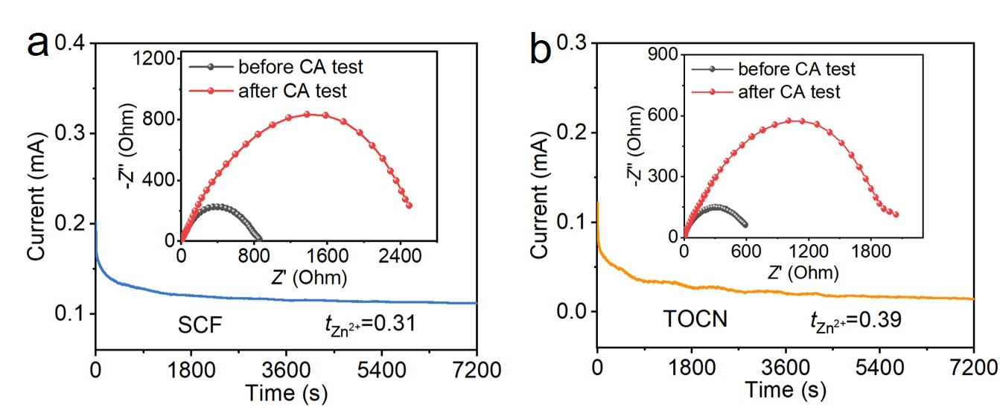 a
0.4
0.3
0.2
0.1
Current (mA)
0
1800
3600
5400
7200
Time (s)
SCF
tZn²⁺=0.31
1200
800
400
0
-Z" (Ohm)
before CA test
after CA test
0
800
1600
2400
Z' (Ohm)
b
0.3
0.2
0.1
0.0
Current (mA)
0
1800
3600
5400
7200
Time (s)
TOCN
tZn²⁺=0.39
900
600
300
0
-Z" (Ohm)
before CA test
after CA test
0
600
1200
1800
Z' (Ohm)